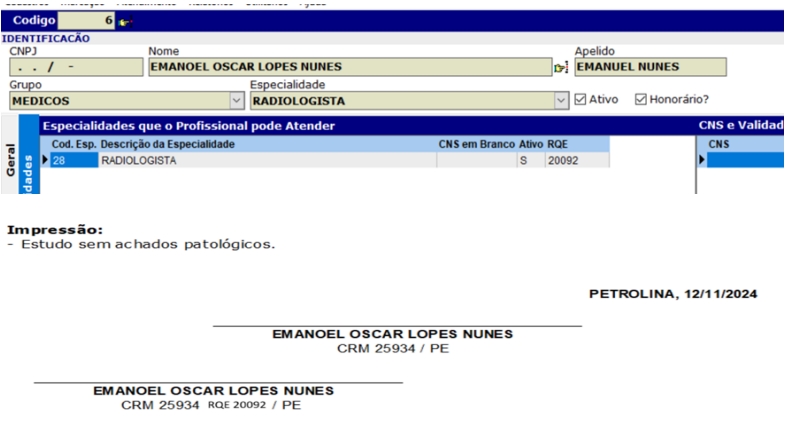 Codigo 6
IDENTIFICACÃO
CNPJ Nome Apelido
. . / - EMANOEL OSCAR LOPES NUNES EMANUEL NUNES
Grupo Especialidade
MEDICOS RADIOLOGISTA Ativo Honorário?
Especialidades que o Profissional pode Atender CNS e Validad
Geral
dades
Cod. Esp. Descrição da Especialidade CNS em Branco Ativo RQE CNS
28 RADIOLOGISTA S 20092
Impressão:
- Estudo sem achados patológicos.
PETROLINA, 12/11/2024
EMANOEL OSCAR LOPES NUNES
CRM 25934 / PE
EMANOEL OSCAR LOPES NUNES
CRM 25934 RQE 20092 / PE